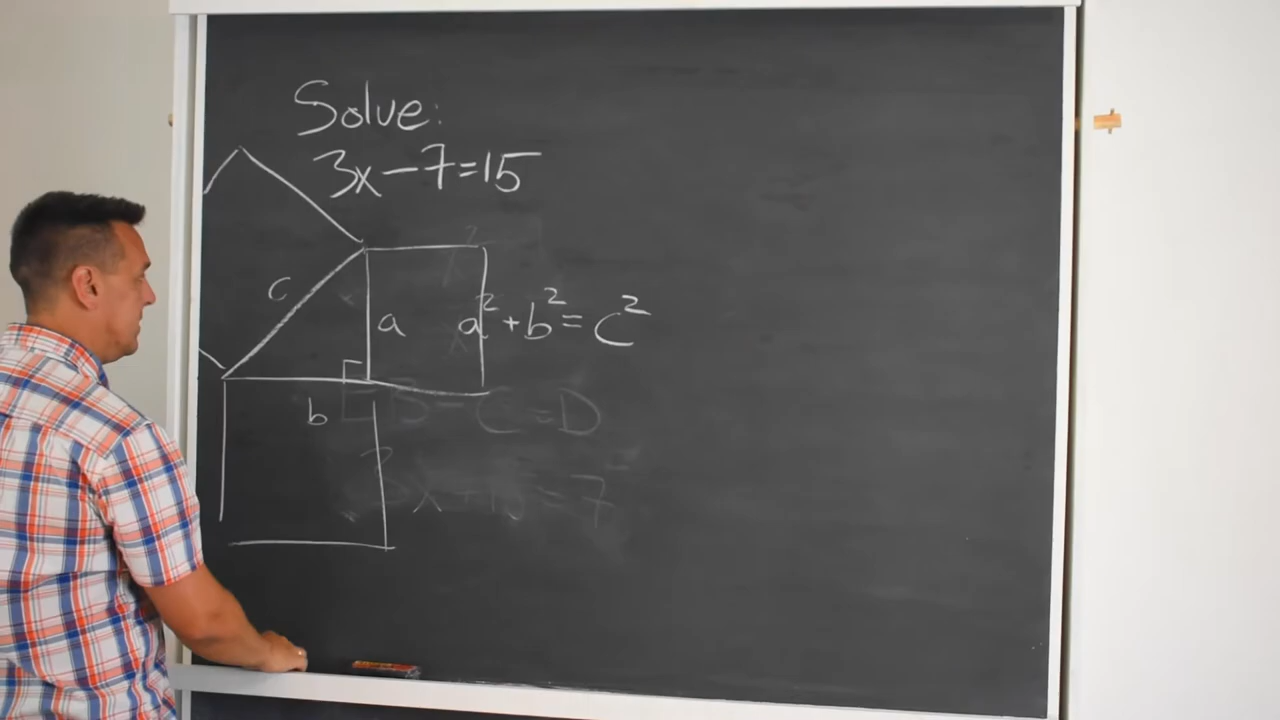 Solve:
3x-7=15
c
a
a²+b²=c²
b